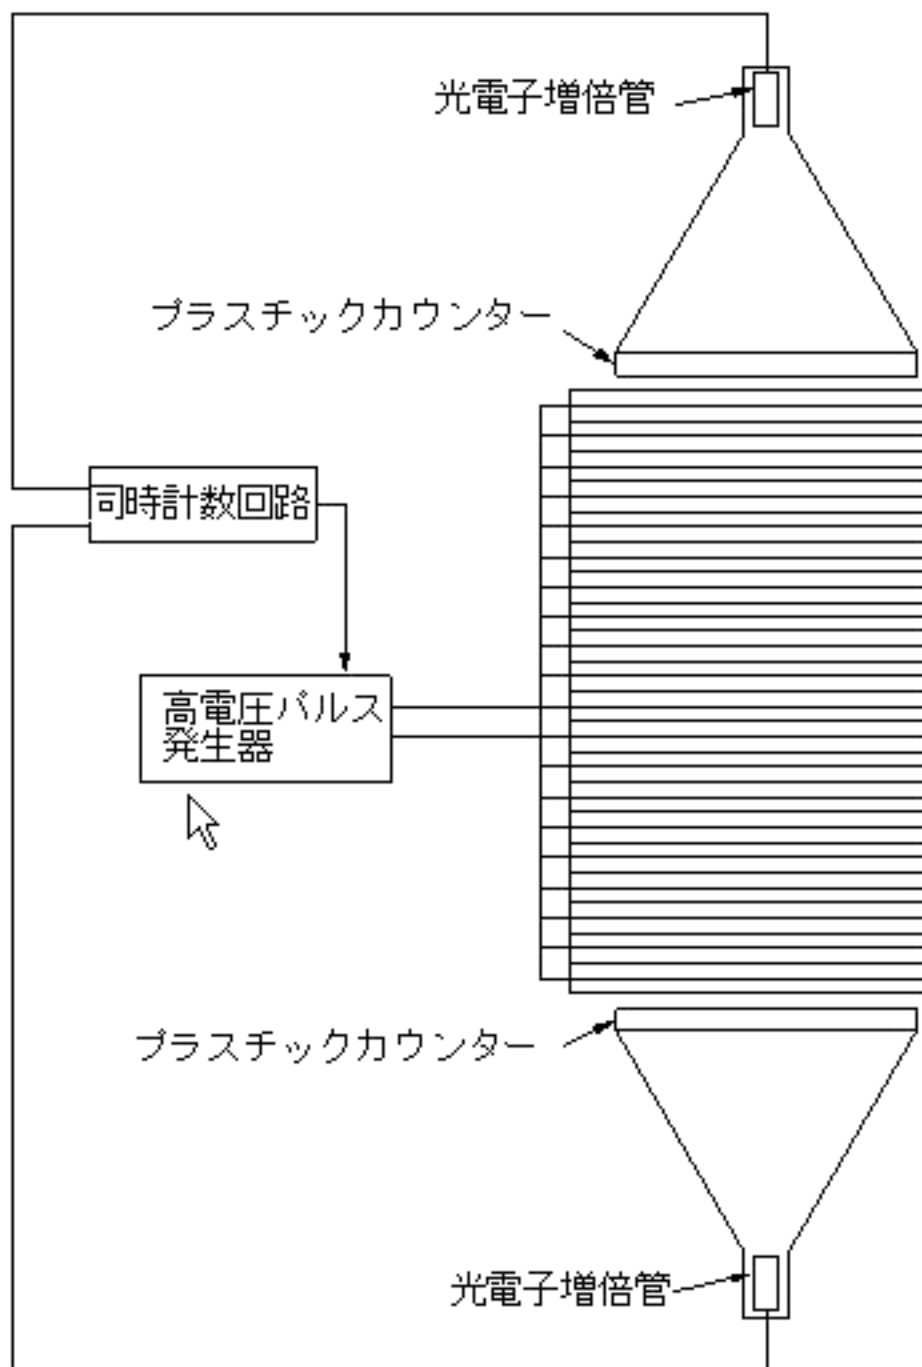 光電子増倍管
プラスチックカウンター
同時計数回路
高電圧パルス
発生器
プラスチックカウンター
光電子増倍管